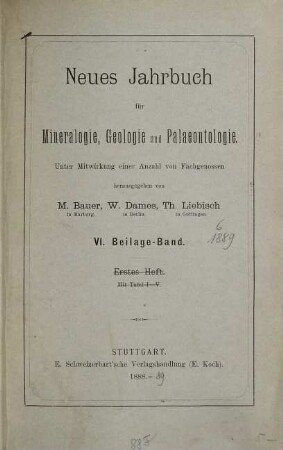 Neues Jahrbuch
für
Mineralogie, Geologie und Palaeontologie.
Unter Mitwirkung einer Anzahl von Fachgenossen
herausgegeben von
M. Bauer, W. Dames, Th. Liebisch
in Marburg. in Berlin. in Göttingen.
VI. Beilage-Band.
6
1889
Erstes Heft.
Mit Tafel I–V.
STUTTGART.
E. Schweizerbart'sche Verlagshandlung (E. Koch).
1888.-89